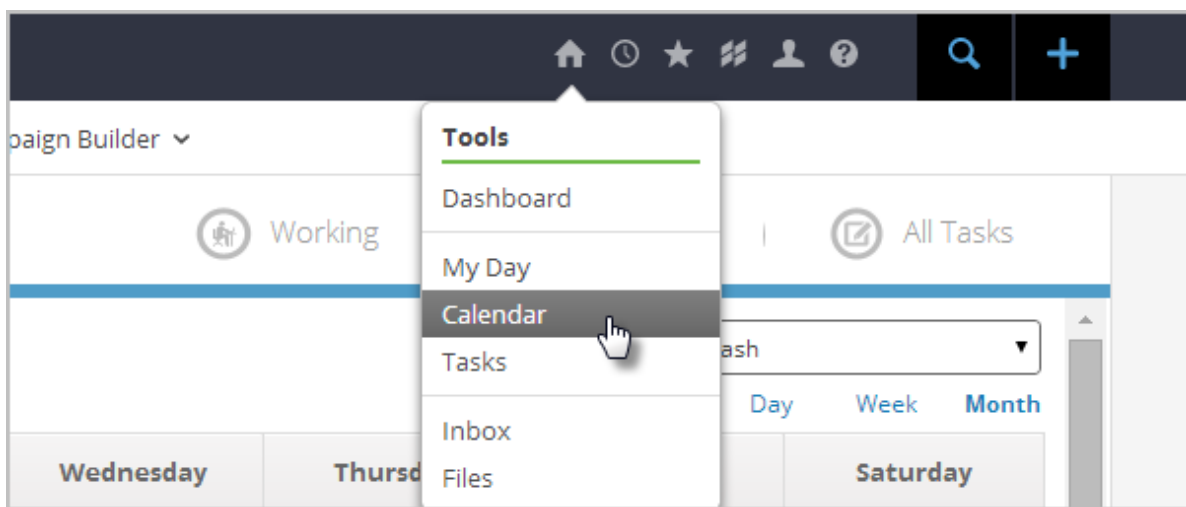 paign Builder
Tools
Dashboard
Working
All Tasks
My Day
Calendar
ash
Tasks
Day Week Month
Inbox
Wednesday Thursd Saturday
Files